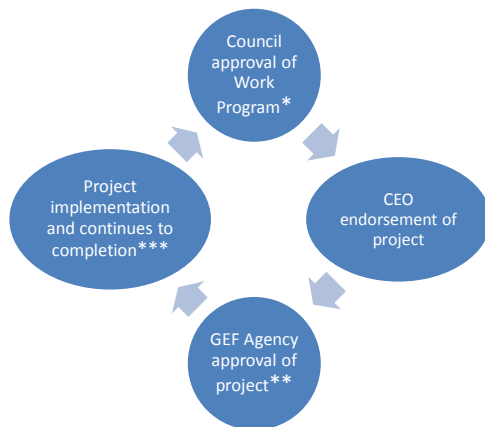 Council
approval of
Work
Program*
CEO
endorsement of
project
GEF Agency
approval of
project**
Project
implementation
and continues to
completion***